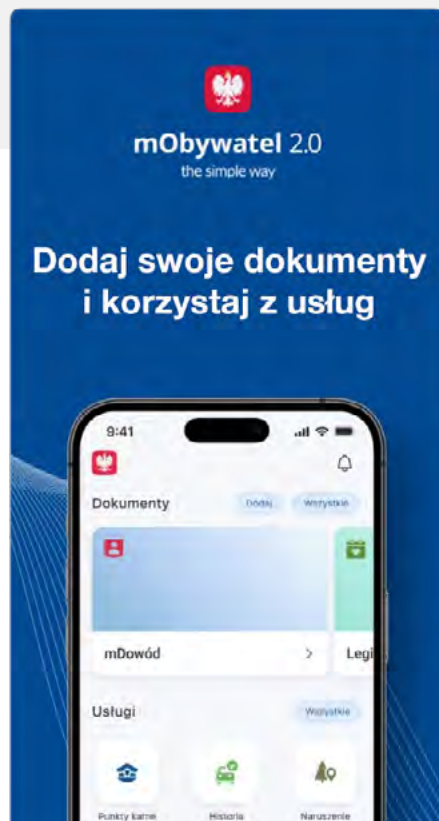 mObywatel 2.0
the simple way
Dodaj swoje dokumenty
i korzystaj z usług
9:41
Dokumenty Dodaj Wszystkie
mDowód Legi
Usługi Wszystkie
Punkty karne Historia Naruszenie